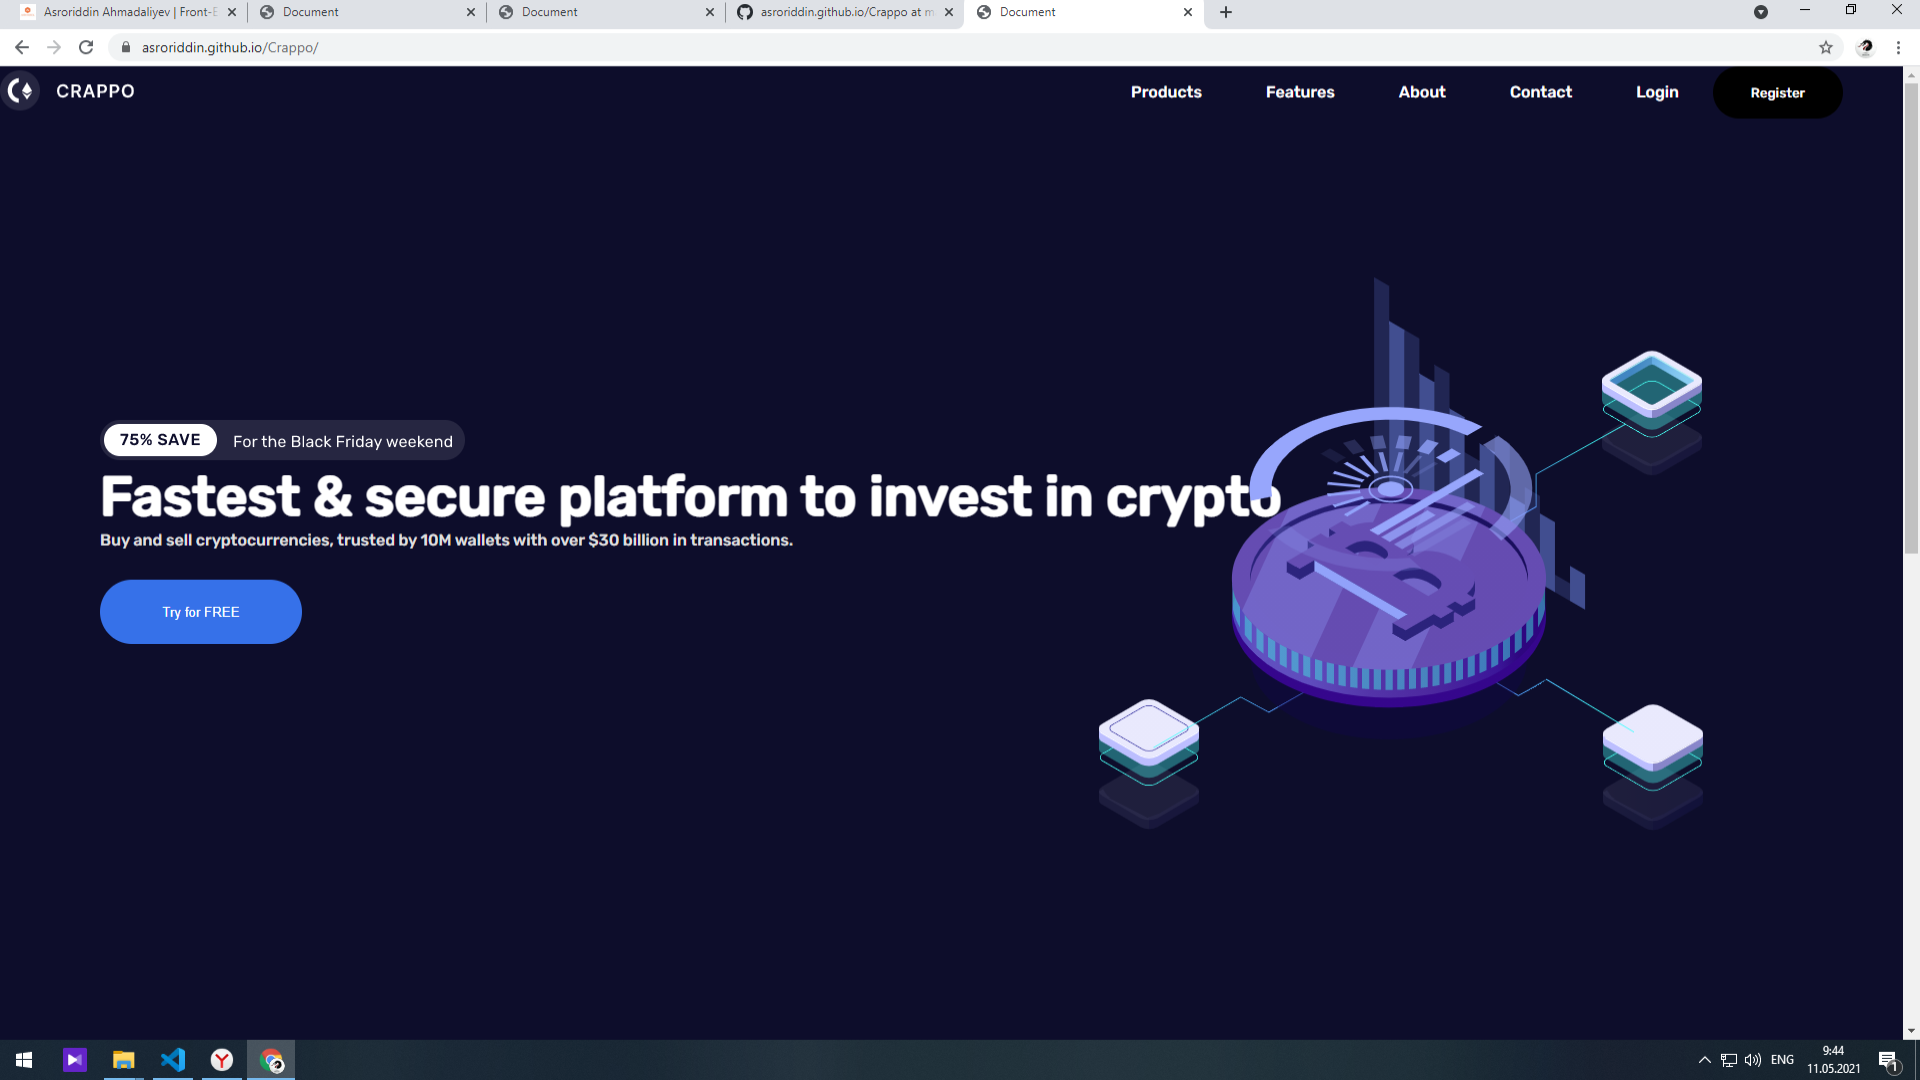 Asroriddin Ahmadaliyev | Front-E
Document
Document
asroriddin.github.io/Crappo at m
Document
asroriddin.github.io/Crappo/
CRAPPO
Products
Features
About
Contact
Login
Register
75% SAVE
For the Black Friday weekend
Fastest & secure platform to invest in crypto
Buy and sell cryptocurrencies, trusted by 10M wallets with over $30 billion in transactions.
Try for FREE
ENG
9:44
11.05.2021
1